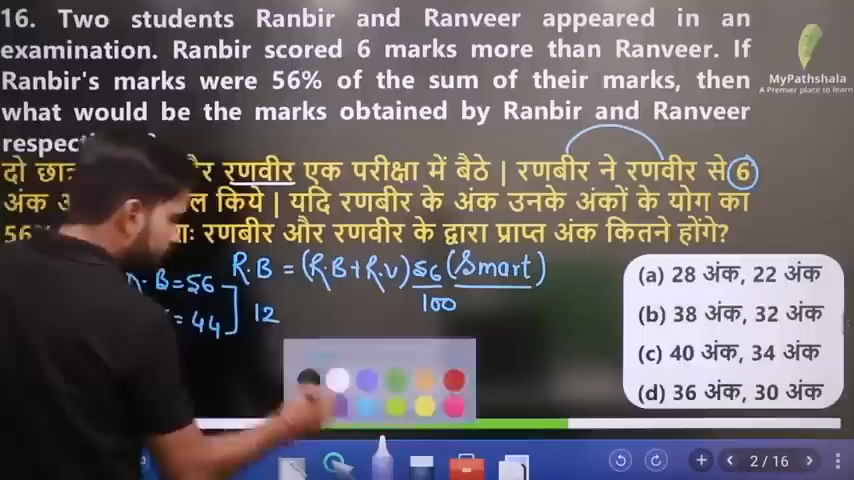 16. Two students Ranbir and Ranveer appeared in an
examination. Ranbir scored 6 marks more than Ranveer. If
Ranbir's marks were 56% of the sum of their marks, then
what would be the marks obtained by Ranbir and Ranveer
दो रणवीर एक परीक्षा में बैठे | रणबीर ने रणवीर से 6
अंक किये | यदि रणबीर के अंक उनके अंकों के योग का
रणबीर और रणवीर के द्वारा प्राप्त अंक कितने होंगे?
B = 56
R.B = (R.B + R.V) 56 (Smart)
100
= 44
12
(a) 28 अंक, 22 अंक
(b) 38 अंक, 32 अंक
(c) 40 अंक, 34 अंक
(d) 36 अंक, 30 अंक
MyPathshala
A Premier place to learn
2 / 16